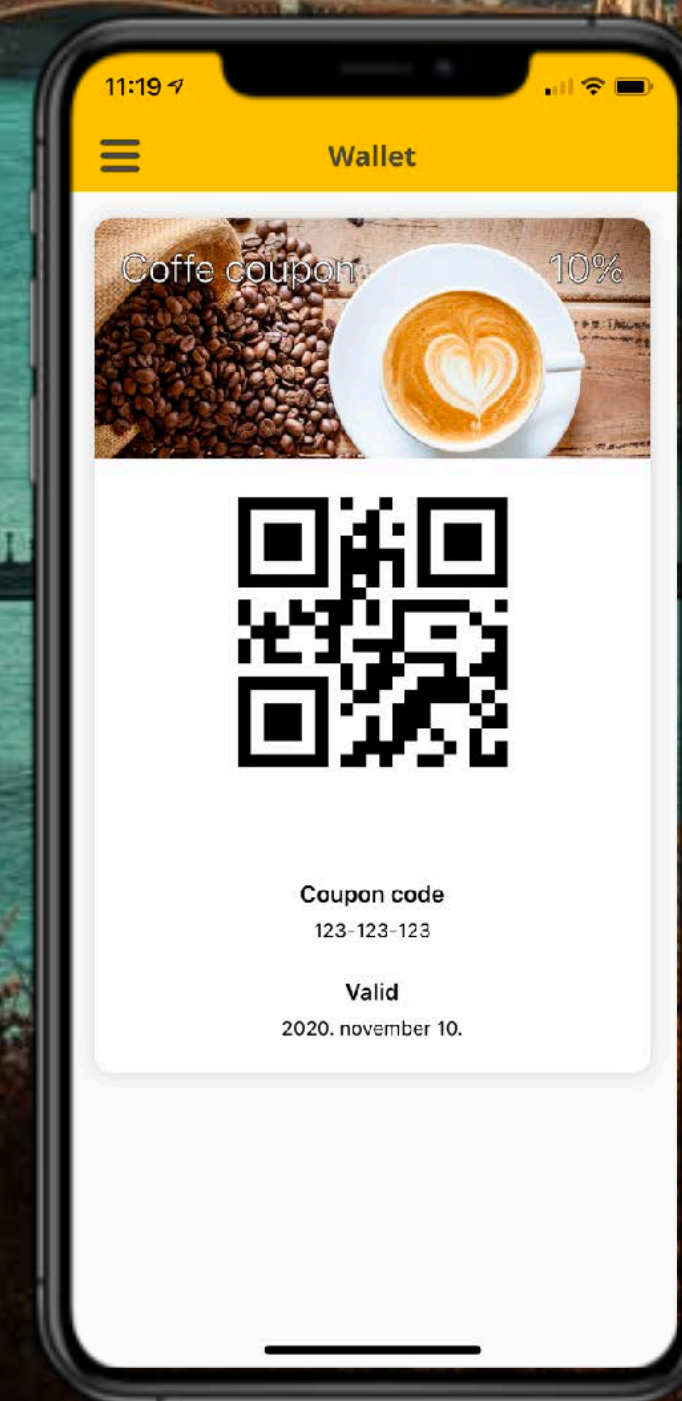 11:19
Wallet
Coffe coupon 10%
Coupon code
123-123-123
Valid
2020. november 10.